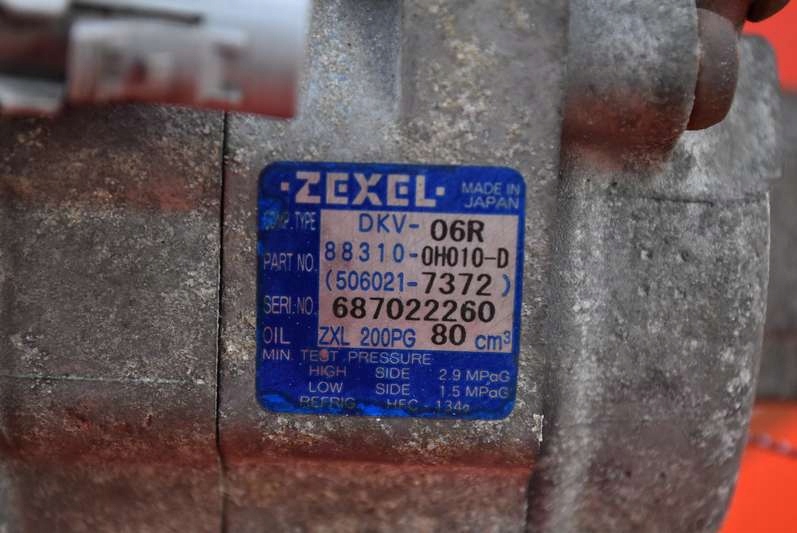 ·ZEXEL· MADE IN JAPAN
COMP.TYPE DKV-06R
PART NO. 88310-0H010-D
(506021-7372)
SERI.NO. 687022260
OIL ZXL 200PG 80 cm³
MIN. TEST PRESSURE
HIGH SIDE 2.9 MPaG
LOW SIDE 1.5 MPaG
REFRIG. HFC-134a